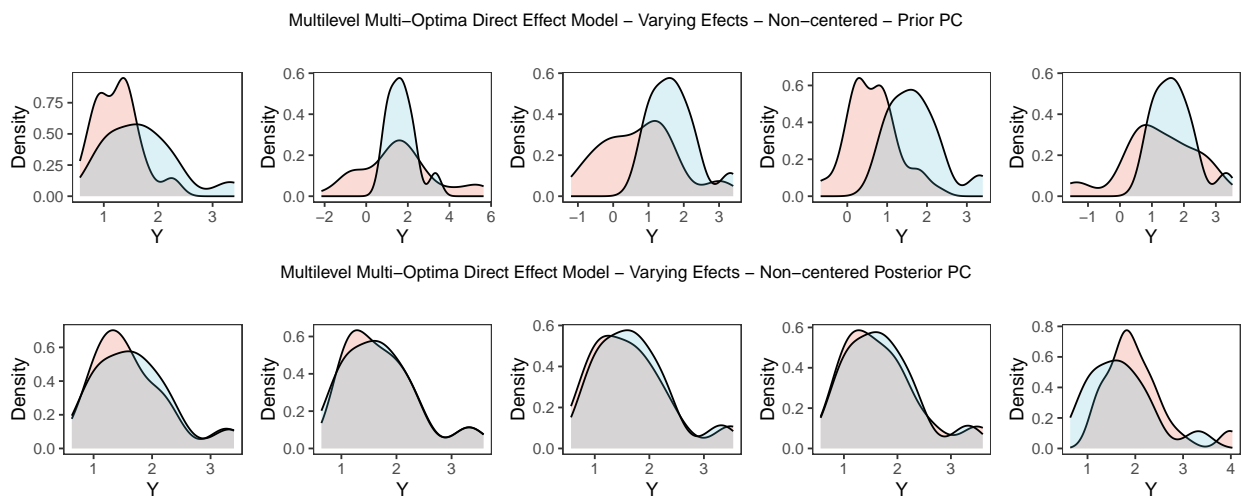 Multilevel Multi−Optima Direct Effect Model − Varying Efects − Non−centered − Prior PC
0.75 0.50 0.25 0.00 Density 1 2 3 Y
0.6 0.4 0.2 0.0 Density −2 0 2 4 6 Y
0.6 0.4 0.2 0.0 Density −1 0 1 2 3 Y
0.6 0.4 0.2 0.0 Density 0 1 2 3 Y
0.6 0.4 0.2 0.0 Density −1 0 1 2 3 Y
Multilevel Multi−Optima Direct Effect Model − Varying Efects − Non−centered Posterior PC
0.6 0.4 0.2 0.0 Density 1 2 3 Y
0.6 0.4 0.2 0.0 Density 1 2 3 Y
0.6 0.4 0.2 0.0 Density 1 2 3 Y
0.6 0.4 0.2 0.0 Density 1 2 3 Y
0.8 0.6 0.4 0.2 0.0 Density 1 2 3 4 Y